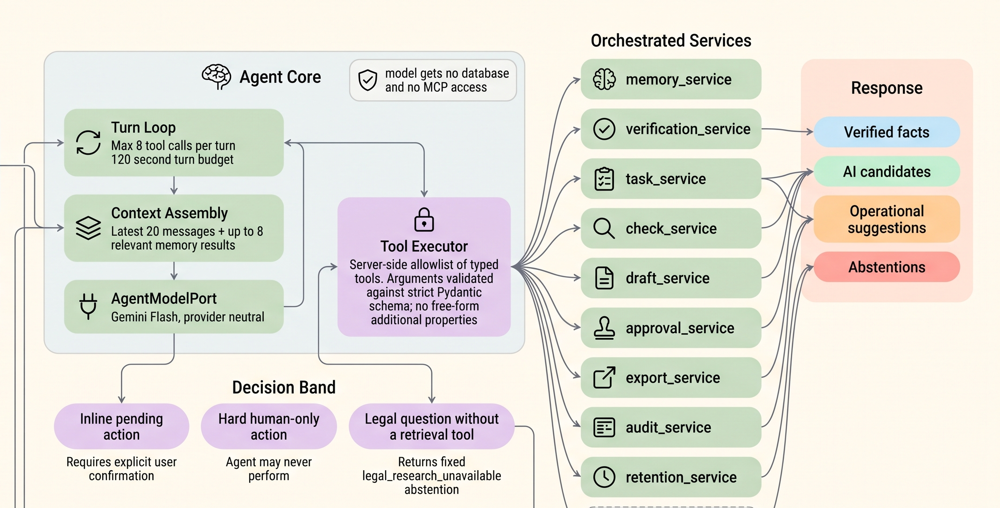 Agent Core
model gets no database
and no MCP access
Turn Loop
Max 8 tool calls per turn
120 second turn budget
Context Assembly
Latest 20 messages + up to 8
relevant memory results
AgentModelPort
Gemini Flash, provider neutral
Tool Executor
Server-side allowlist of typed
tools. Arguments validated
against strict Pydantic
schema; no free-form
additional properties
Decision Band
Inline pending
action
Requires explicit user
confirmation
Hard human-only
action
Agent may never
perform
Legal question without
a retrieval tool
Returns fixed
legal_research_unavailable
abstention
Orchestrated Services
memory_service
verification_service
task_service
check_service
draft_service
approval_service
export_service
audit_service
retention_service
Response
Verified facts
AI candidates
Operational
suggestions
Abstentions